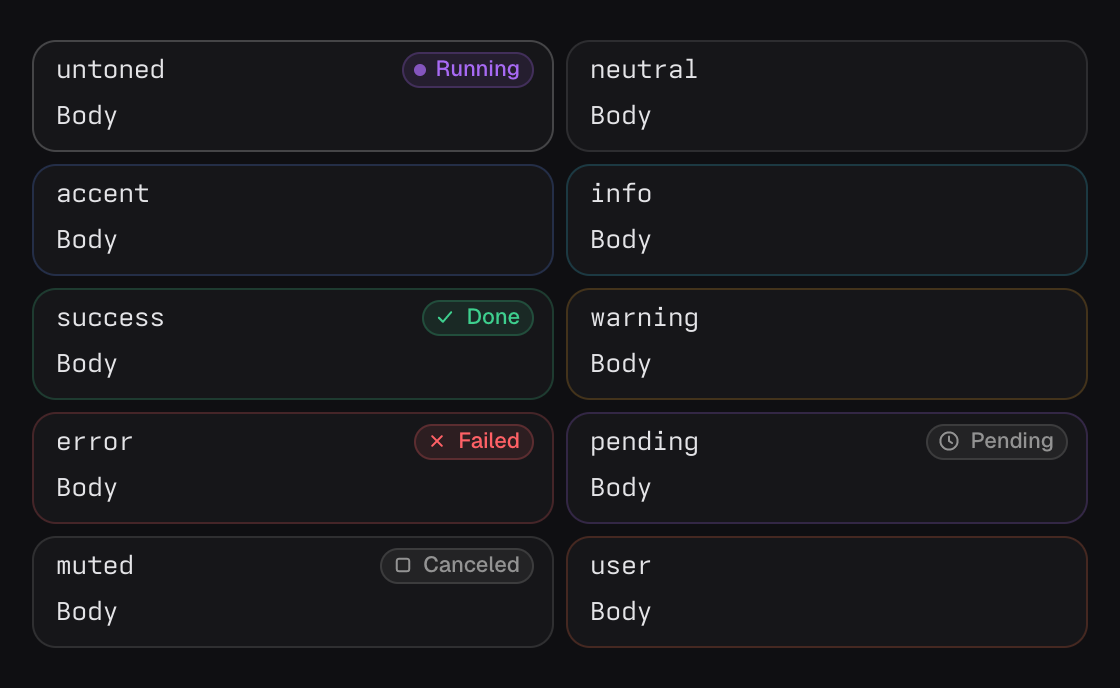 untoned Running
Body
neutral
Body
accent
Body
info
Body
success Done
Body
warning
Body
error Failed
Body
pending Pending
Body
muted Canceled
Body
user
Body